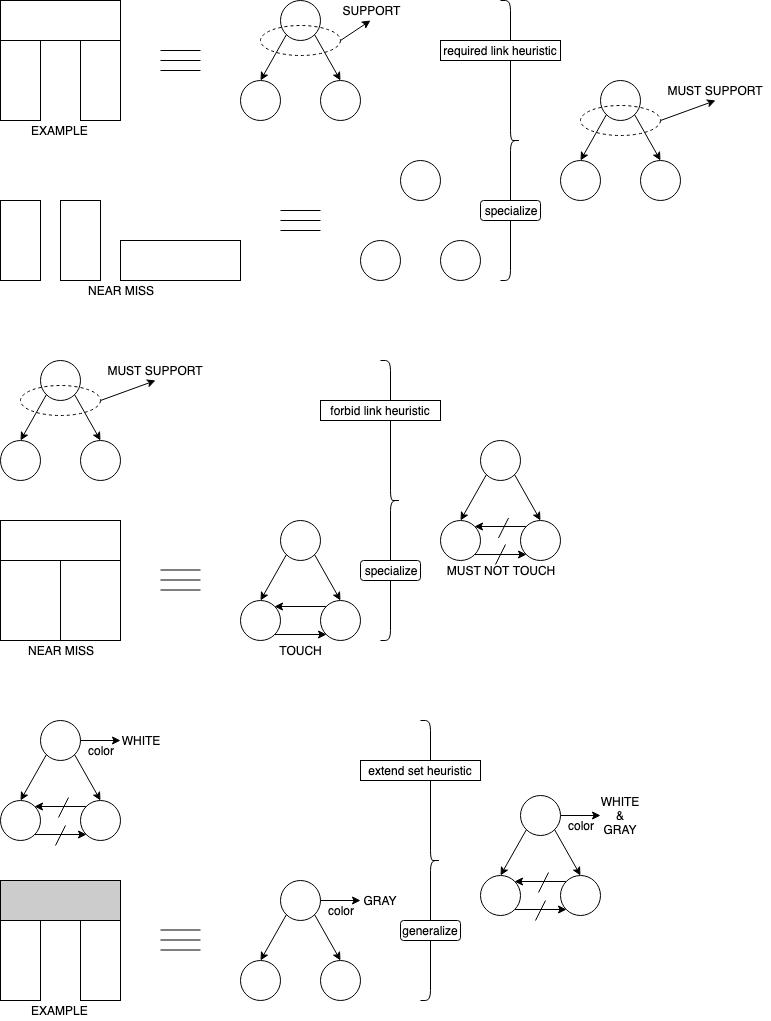 SUPPORT
required link heuristic
MUST SUPPORT
EXAMPLE
specialize
NEAR MISS
MUST SUPPORT
forbid link heuristic
specialize
MUST NOT TOUCH
NEAR MISS
TOUCH
WHITE
color
extend set heuristic
WHITE
&
GRAY
color
GRAY
color
generalize
EXAMPLE